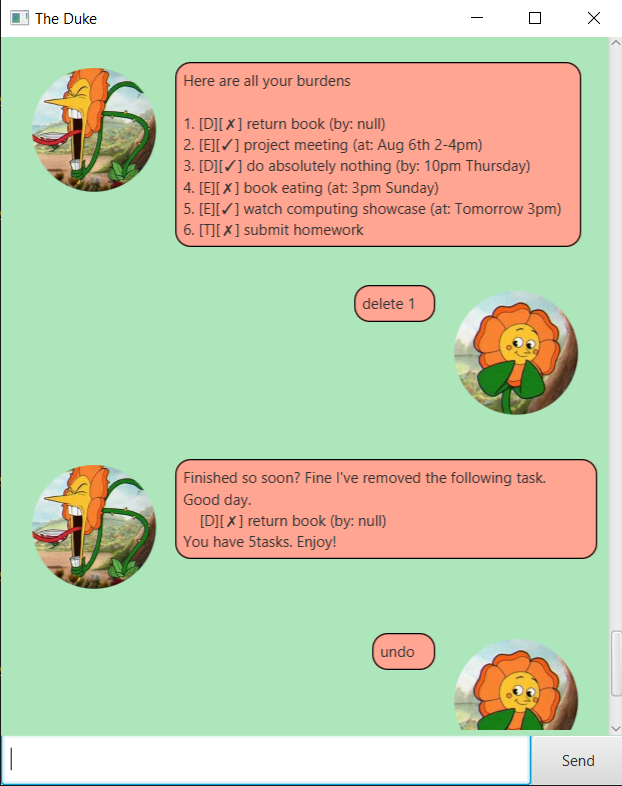 The Duke
Here are all your burdens
1. [D][✗] return book (by: null)
2. [E][✓] project meeting (at: Aug 6th 2-4pm)
3. [D][✓] do absolutely nothing (by: 10pm Thursday)
4. [E][✗] book eating (at: 3pm Sunday)
5. [E][✓] watch computing showcase (at: Tomorrow 3pm)
6. [T][✗] submit homework
delete 1
Finished so soon? Fine I've removed the following task.
Good day.
[D][✗] return book (by: null)
You have 5tasks. Enjoy!
undo
Send